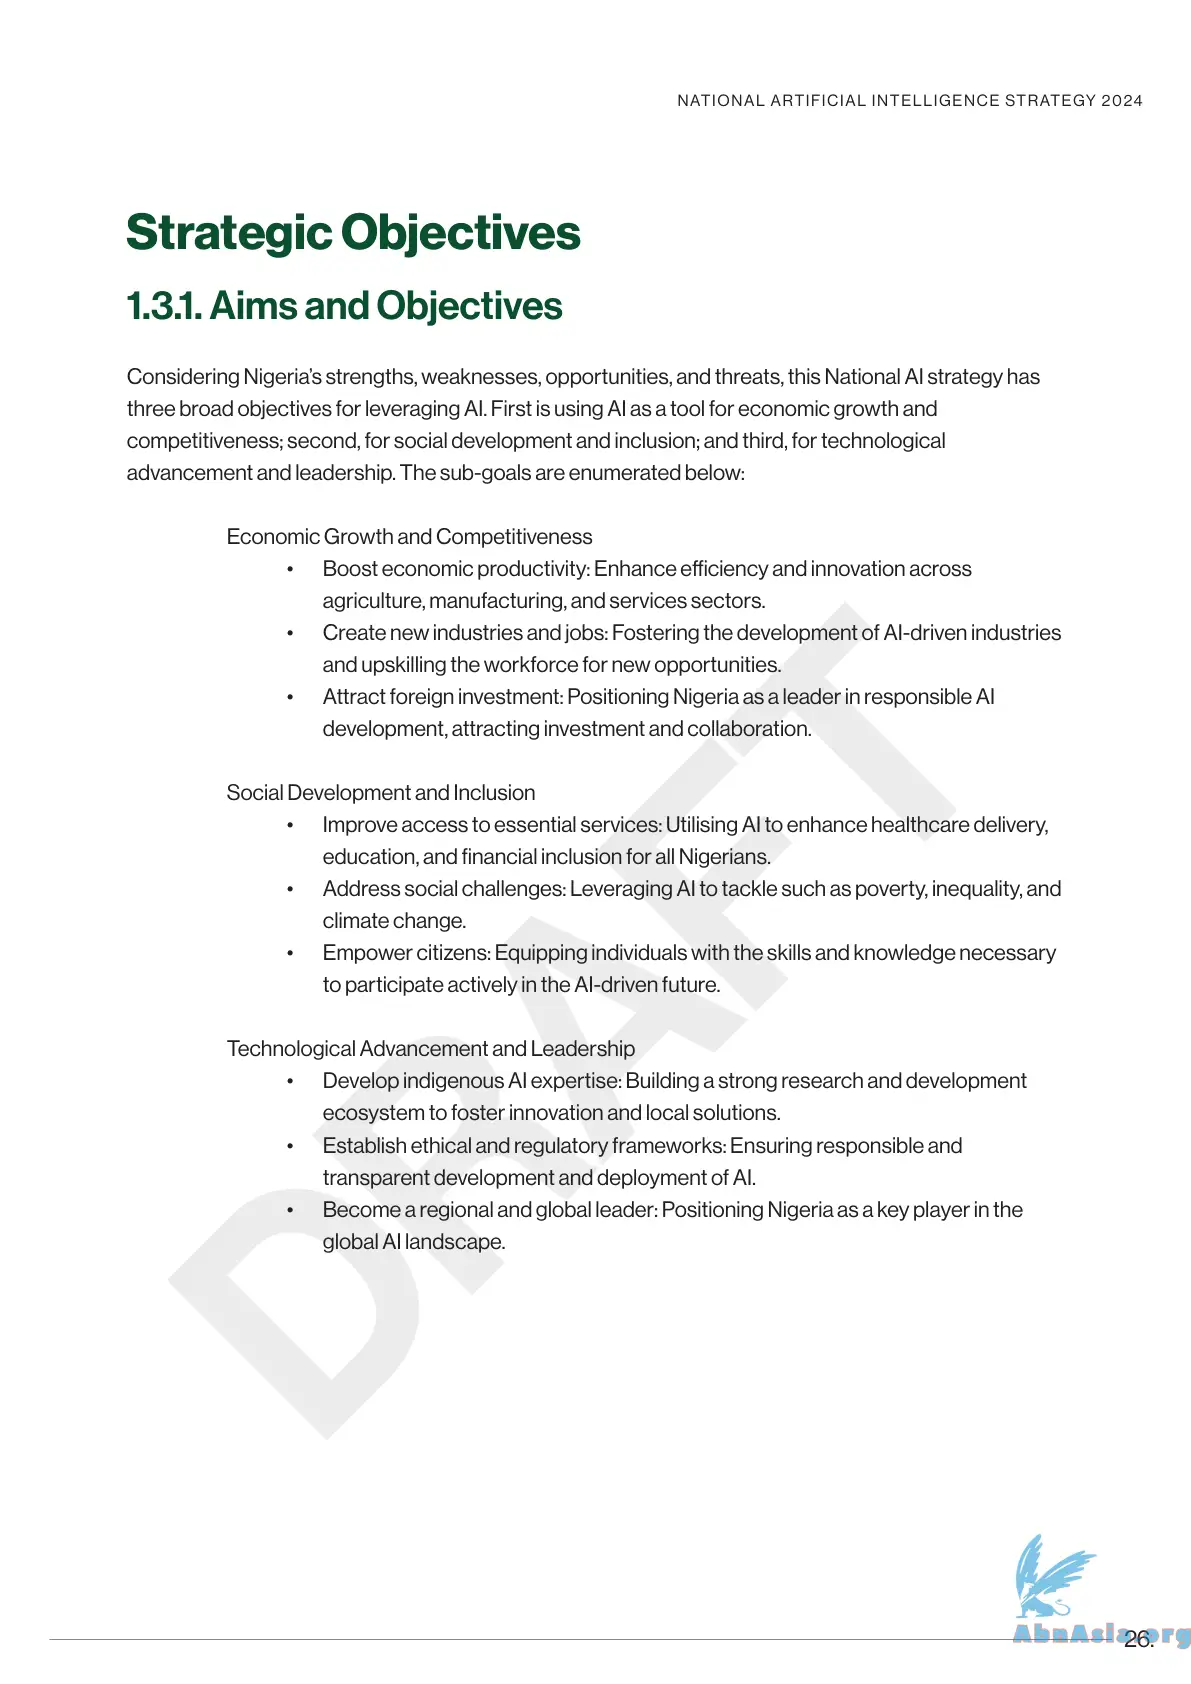 NATIONAL ARTIFICIAL INTELLIGENCE STRATEGY 2024
Strategic Objectives
1.3.1. Aims and Objectives
Considering Nigeria’s strengths, weaknesses, opportunities, and threats, this National AI strategy has
three broad objectives for leveraging AI. First is using AI as a tool for economic growth and
competitiveness; second, for social development and inclusion; and third, for technological
advancement and leadership. The sub-goals are enumerated below:
Economic Growth and Competitiveness
• Boost economic productivity: Enhance efficiency and innovation across
agriculture, manufacturing, and services sectors.
• Create new industries and jobs: Fostering the development of AI-driven industries
and upskilling the workforce for new opportunities.
• Attract foreign investment: Positioning Nigeria as a leader in responsible AI
development, attracting investment and collaboration.
Social Development and Inclusion
• Improve access to essential services: Utilising AI to enhance healthcare delivery,
education, and financial inclusion for all Nigerians.
• Address social challenges: Leveraging AI to tackle such as poverty, inequality, and
climate change.
• Empower citizens: Equipping individuals with the skills and knowledge necessary
to participate actively in the AI-driven future.
Technological Advancement and Leadership
• Develop indigenous AI expertise: Building a strong research and development
ecosystem to foster innovation and local solutions.
• Establish ethical and regulatory frameworks: Ensuring responsible and
transparent development and deployment of AI.
• Become a regional and global leader: Positioning Nigeria as a key player in the
global AI landscape.
DRAFT
AbnAsia.org
26.